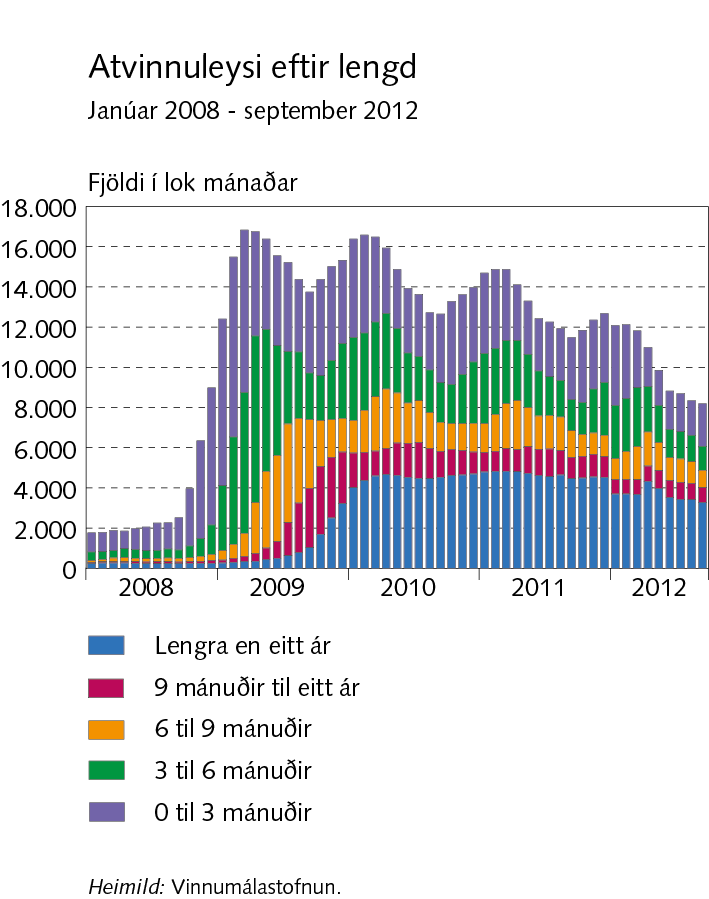 Atvinnuleysi eftir lengd
Janúar 2008 - september 2012
Fjöldi í lok mánaðar
18.000
16.000
14.000
12.000
10.000
8.000
6.000
4.000
2.000
0
2008 2009 2010 2011 2012
Lengra en eitt ár
9 mánuðir til eitt ár
6 til 9 mánuðir
3 til 6 mánuðir
0 til 3 mánuðir
Heimild: Vinnumálastofnun.